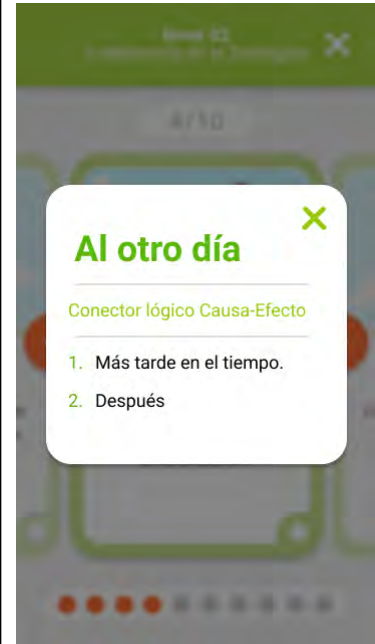 4/10
Al otro día
Conector lógico Causa-Efecto
1. Más tarde en el tiempo.
2. Después